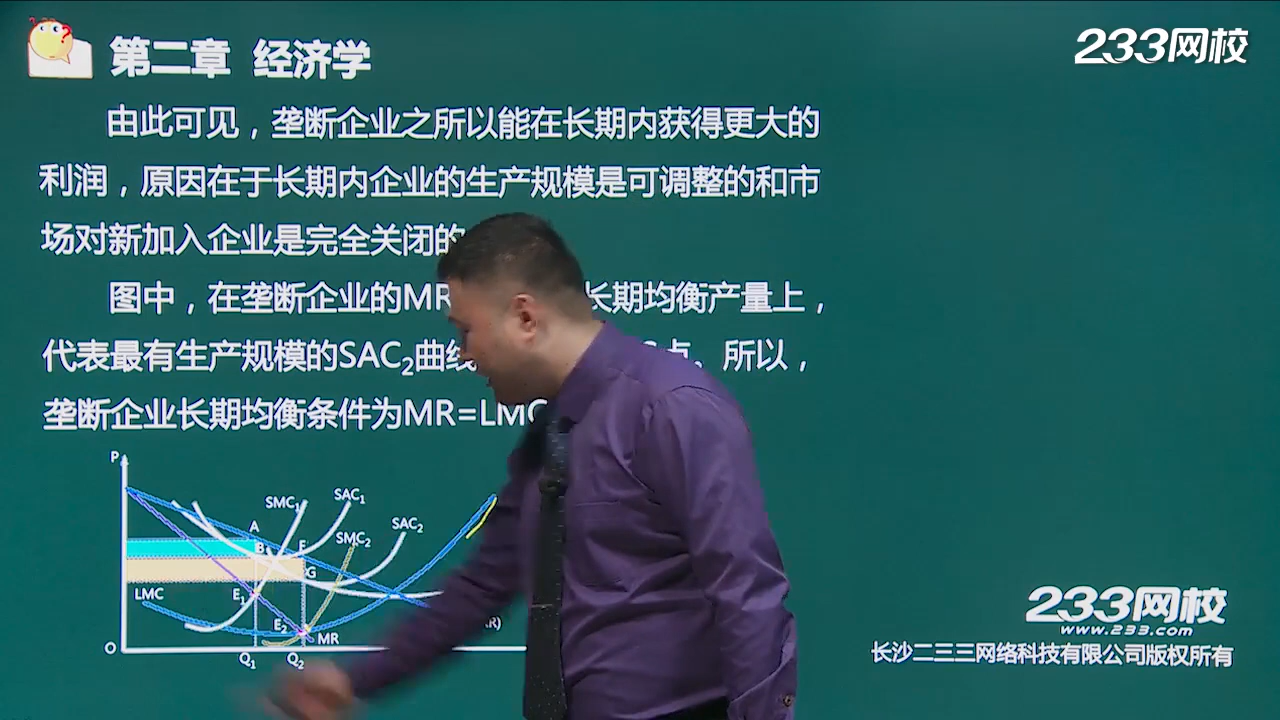 第二章 经济学
233网校
由此可见，垄断企业之所以能在长期内获得更大的
利润，原因在于长期内企业的生产规模是可调整的和市
场对新加入企业是完全关闭的
图中，在垄断企业的MR 长期均衡产量上，
代表最有生产规模的SAC₂曲线 点。所以，
垄断企业长期均衡条件为MR=LMC
P
SMC₁
SAC₁
A
SMC₂
SAC₂
B
F
G
LMC
E₁
E₂
MR
AR)
O
Q₁
Q₂
233网校
www.233.com
长沙二三三网络科技有限公司版权所有